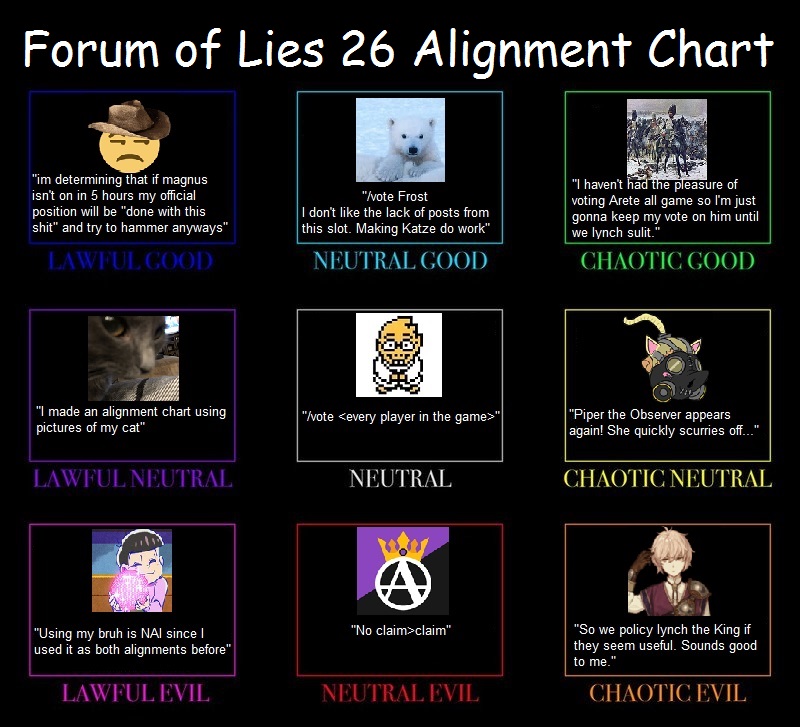 Forum of Lies 26 Alignment Chart
"im determining that if magnus
isn't on in 5 hours my official
position will be "done with this
shit" and try to hammer anyways"
LAWFUL GOOD
"/vote Frost
I don't like the lack of posts from
this slot. Making Katze do work"
NEUTRAL GOOD
"I haven't had the pleasure of
voting Arete all game so I'm just
gonna keep my vote on him until
we lynch sulit."
CHAOTIC GOOD
"I made an alignment chart using
pictures of my cat"
LAWFUL NEUTRAL
"/vote <every player in the game>"
NEUTRAL
"Piper the Observer appears
again! She quickly scurries off..."
CHAOTIC NEUTRAL
"Using my bruh is NAI since I
used it as both alignments before"
LAWFUL EVIL
"No claim>claim"
NEUTRAL EVIL
"So we policy lynch the King if
they seem useful. Sounds good
to me."
CHAOTIC EVIL